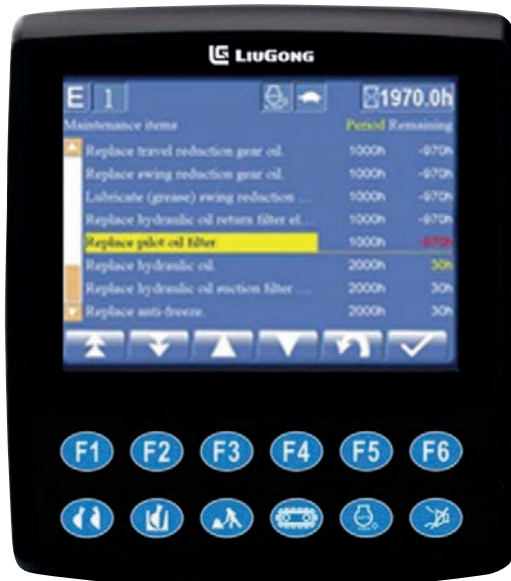 LIUGONG
E 1 1970.0h
Maintenance items Period Remaining
Replace travel reduction gear oil. 1000h -970h
Replace swing reduction gear oil. 1000h -970h
Lubricate (grease) swing reduction ... 1000h -970h
Replace hydraulic oil return filter el... 1000h -970h
Replace pilot oil filter 1000h -970h
Replace hydraulic oil. 2000h 30h
Replace hydraulic oil suction filter ... 2000h 30h
Replace anti-freeze. 2000h 30h
F1 F2 F3 F4 F5 F6